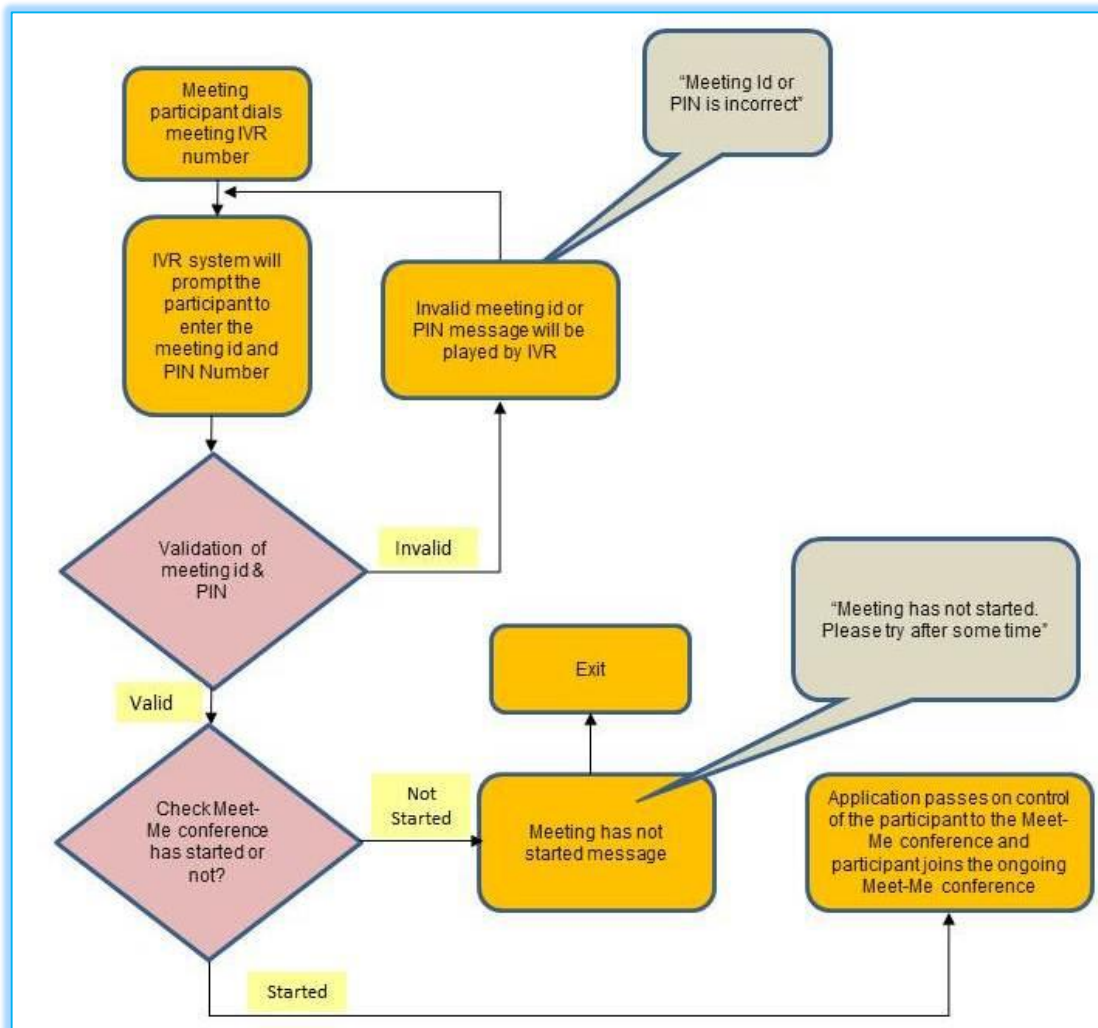 Meeting
participant dials
meeting IVR
number
“Meeting Id or
PIN is incorrect”
IVR system will
prompt the
participant to
enter the
meeting id and
PIN Number
Invalid meeting id or
PIN message will be
played by IVR
Validation of
meeting id &
PIN
Invalid
“Meeting has not started.
Please try after some time”
Exit
Valid
Check Meet-
Me conference
has started or
not?
Not
Started
Meeting has not
started message
Application passes on control
of the participant to the Meet-
Me conference and
participant joins the ongoing
Meet-Me conference
Started